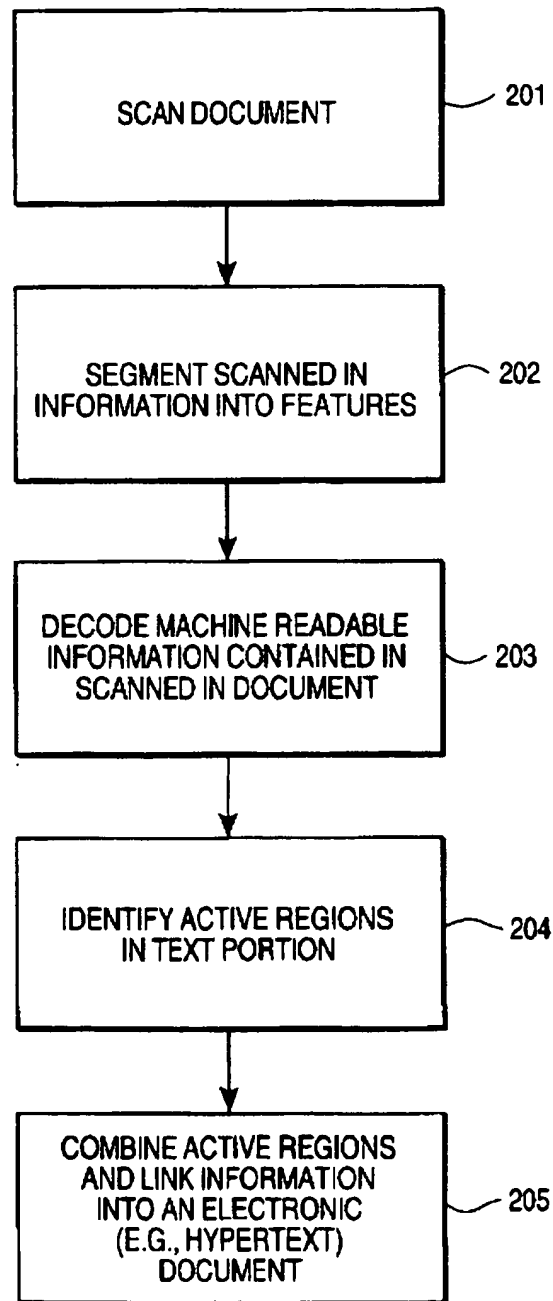 SCAN DOCUMENT
201
SEGMENT SCANNED IN
INFORMATION INTO FEATURES
202
DECODE MACHINE READABLE
INFORMATION CONTAINED IN
SCANNED IN DOCUMENT
203
IDENTIFY ACTIVE REGIONS
IN TEXT PORTION
204
COMBINE ACTIVE REGIONS
AND LINK INFORMATION
INTO AN ELECTRONIC
(E.G., HYPERTEXT)
DOCUMENT
205